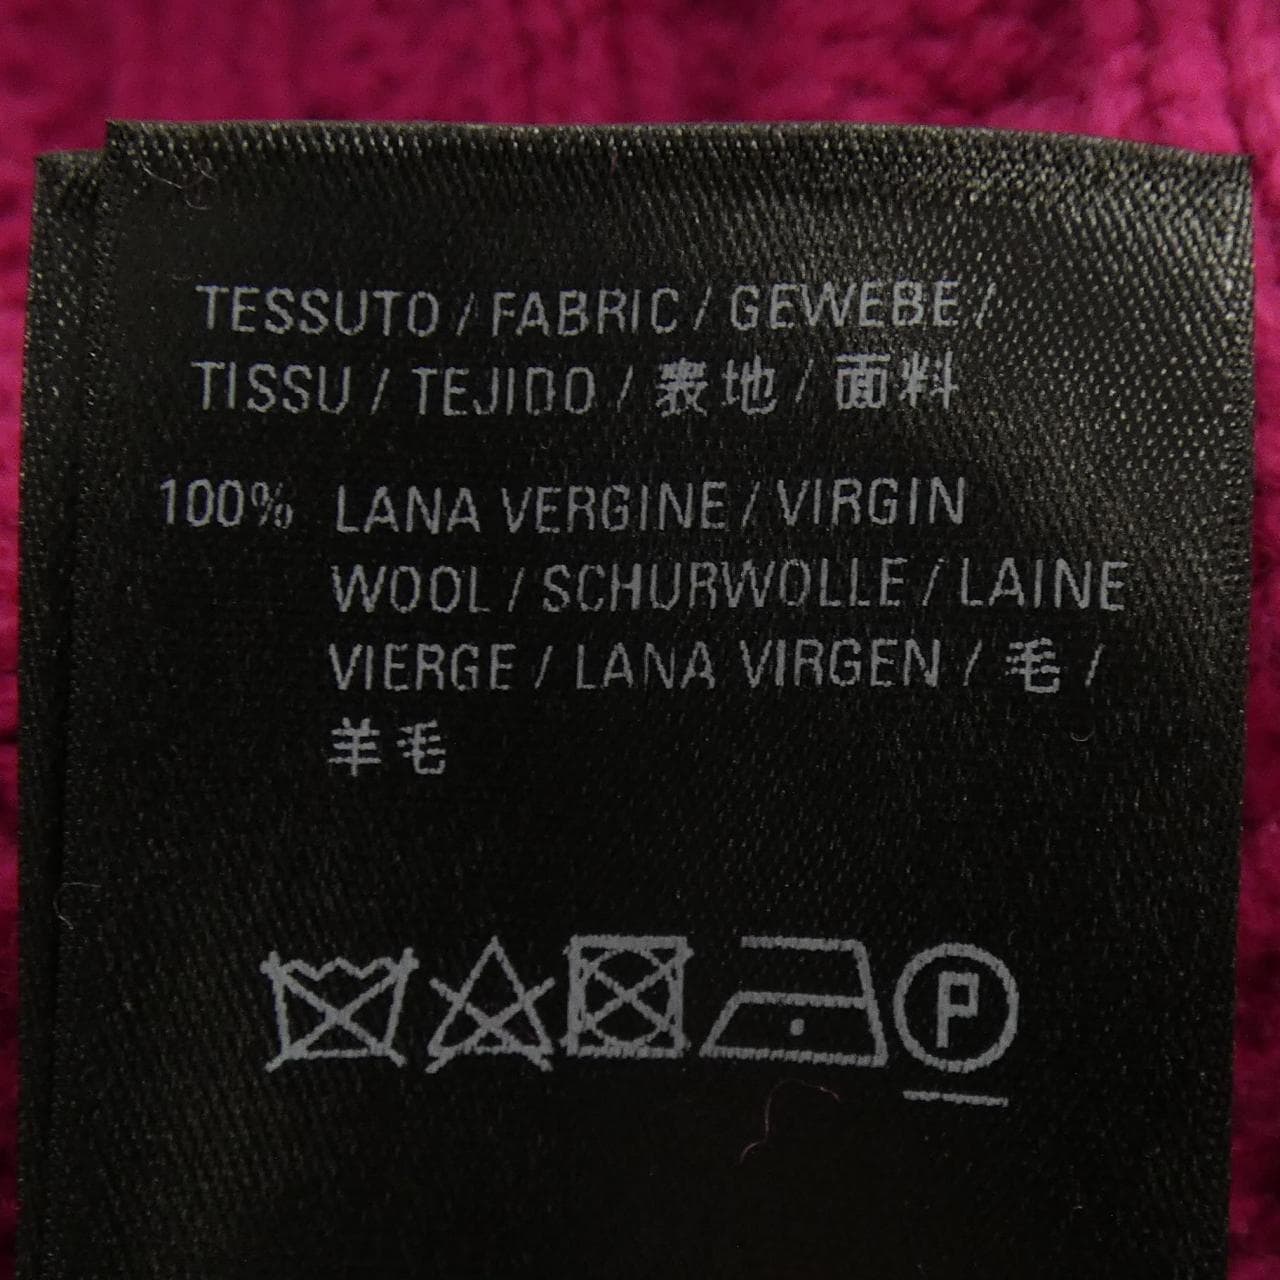 TESSUTO / FABRIC / GEWEBE /
TISSU / TEJIDO / 表地 / 面料
100% LANA VERGINE / VIRGIN
WOOL / SCHURWOLLE / LAINE
VIERGE / LANA VIRGEN / 毛 /
羊毛
P